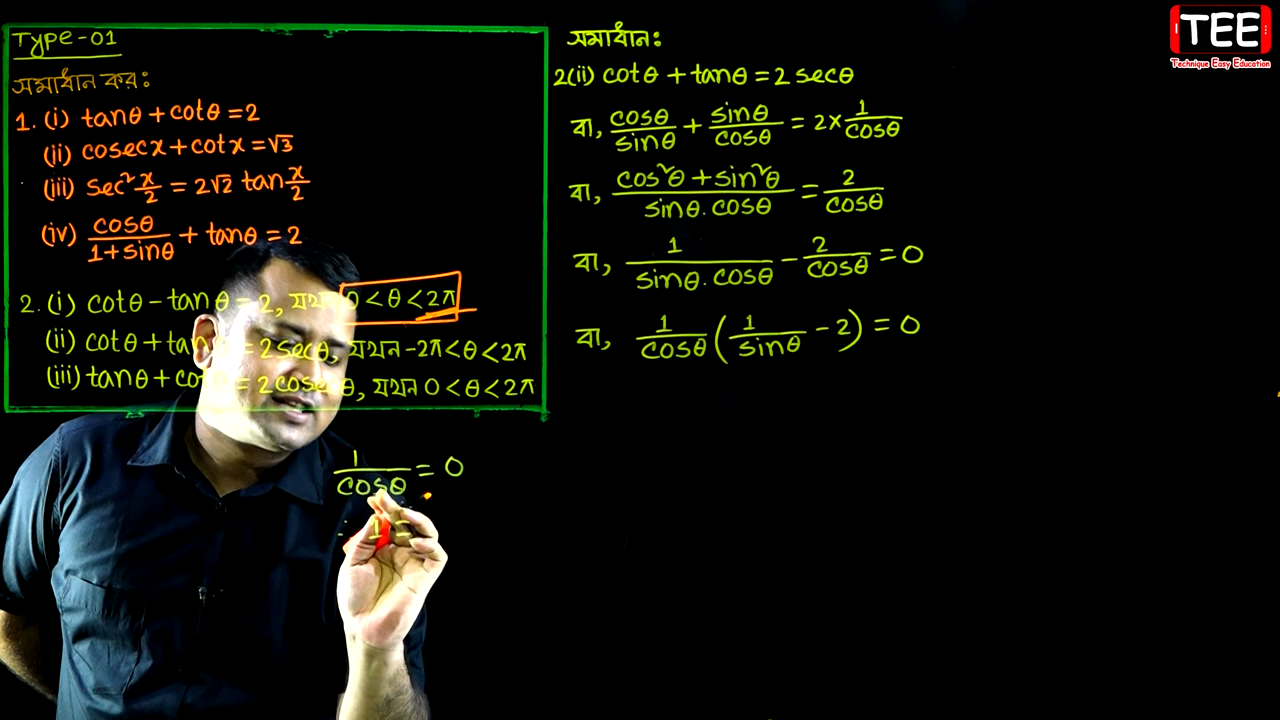 Type-01
সমাধান কর:
1. (i) tanθ + cotθ = 2
(ii) cosecx + cotx = √3
(iii) sec² x/2 = 2√2 tan x/2
(iv) cosθ/(1+sinθ) + tanθ = 2
2. (i) cotθ - tanθ = 2, যখন 0 < θ < 2π
(ii) cotθ + tan = 2secθ, যখন -2π < θ < 2π
(iii) tanθ + co = 2cosecθ, যখন 0 < θ < 2π
1/cosθ = 0
1 =
সমাধান:
2(ii) cotθ + tanθ = 2 secθ
বা, cosθ/sinθ + sinθ/cosθ = 2 × 1/cosθ
বা, (cos²θ + sin²θ)/(sinθ.cosθ) = 2/cosθ
বা, 1/(sinθ.cosθ) - 2/cosθ = 0
বা, 1/cosθ (1/sinθ - 2) = 0
TEE
Technique Easy Education